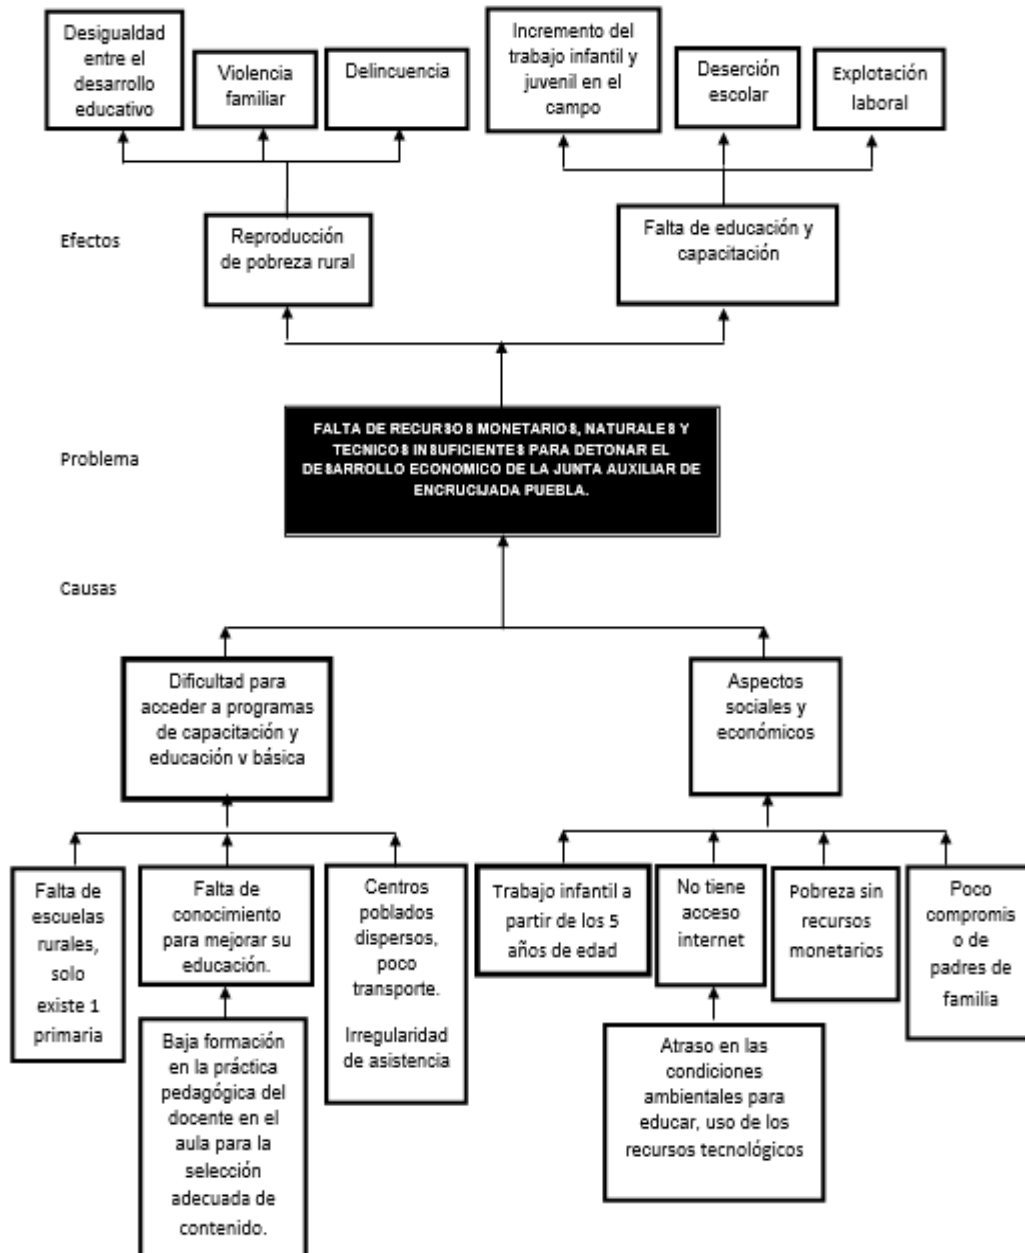 Desigualdad
entre el
desarrollo
educativo
Violencia
familiar
Delincuencia
Incremento del
trabajo infantil y
juvenil en el
campo
Deserción
escolar
Explotación
laboral
Efectos
Reproducción
de pobreza rural
Falta de educación y
capacitación
Problema
FALTA DE RECURSOS MONETARIOS, NATURALES Y
TECNICOS INSUFICIENTES PARA DETONAR EL
DESARROLLO ECONOMICO DE LA JUNTA AUXILIAR DE
ENCRUCIJADA PUEBLA.
Causas
Dificultad para
acceder a programas
de capacitación y
educación v básica
Aspectos
sociales y
económicos
Falta de
escuelas
rurales,
solo
existe 1
primaria
Falta de
conocimiento
para mejorar su
educación.
Centros
poblados
dispersos,
poco
transporte.
Irregularidad
de asistencia
Trabajo infantil a
partir de los 5
años de edad
No tiene
acceso
internet
Pobreza sin
recursos
monetarios
Poco
compromis
o de
padres de
familia
Baja formación
en la práctica
pedagógica del
docente en el
aula para la
selección
adecuada de
contenido.
Atraso en las
condiciones
ambientales para
educar, uso de los
recursos tecnológicos